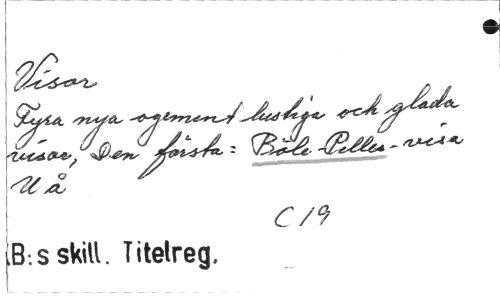 Visor
Fyra nya ogement lustiga och glada
visor, Den första: Böle-Pelles-visa
U å
C 19
KB:s skill. Titelreg.